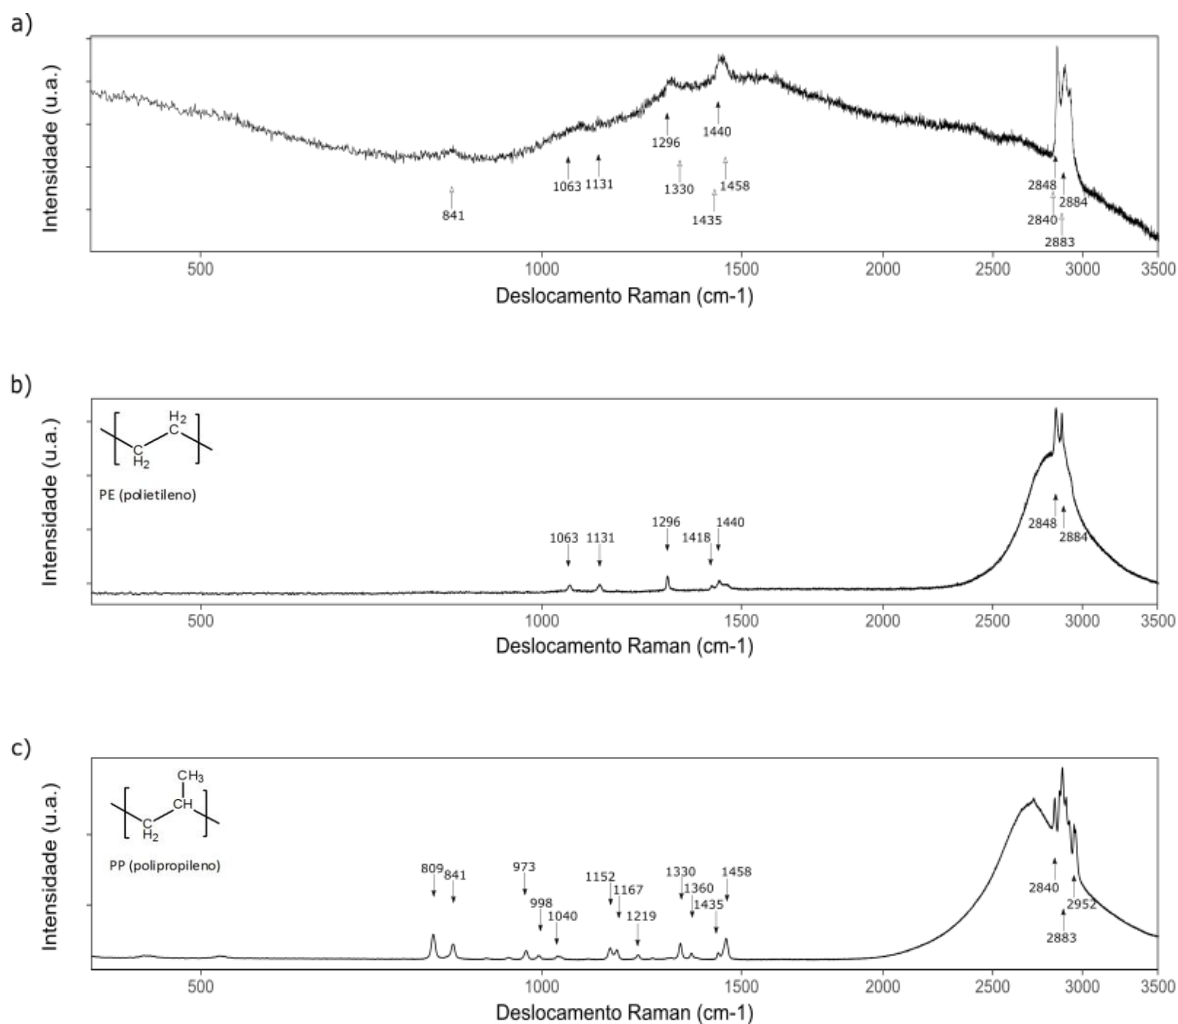 a)
Intensidade (u.a.)
1296
1440
1063 1131
1330
1458
841
1435
2848
2884
2840
2883
500 1000 1500 2000 2500 3000 3500
Deslocamento Raman (cm-1)
b)
Intensidade (u.a.)
H2
C
C
H2
PE (polietileno)
1063 1131
1296
1418
1440
2848
2884
500 1000 1500 2000 2500 3000 3500
Deslocamento Raman (cm-1)
c)
Intensidade (u.a.)
CH3
CH
C
H2
PP (polipropileno)
809
841
973
998
1040
1152
1167
1219
1330
1360
1435
1458
2840
2952
2883
500 1000 1500 2000 2500 3000 3500
Deslocamento Raman (cm-1)